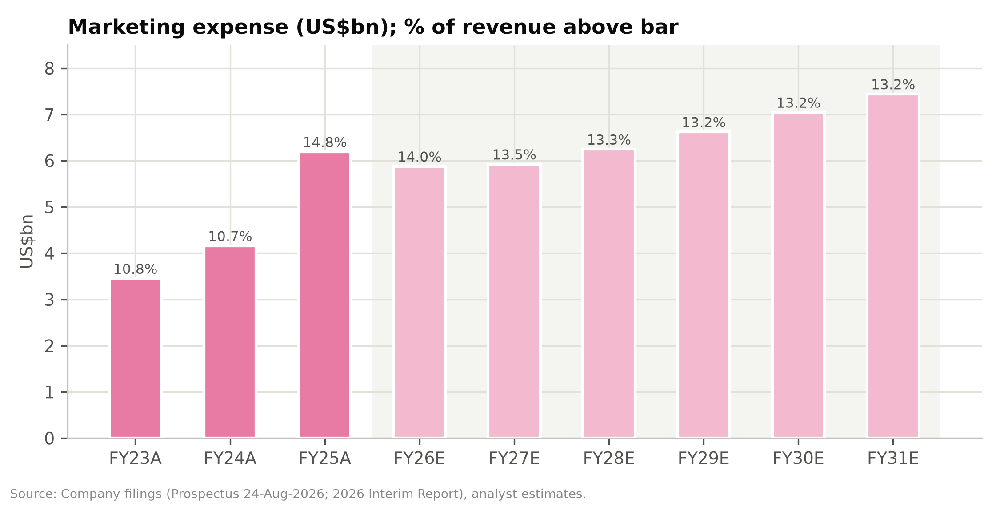 Marketing expense (US$bn); % of revenue above bar
US$bn
8
7
6
5
4
3
2
1
0
10.8%
10.7%
14.8%
14.0%
13.5%
13.3%
13.2%
13.2%
13.2%
FY23A
FY24A
FY25A
FY26E
FY27E
FY28E
FY29E
FY30E
FY31E
Source: Company filings (Prospectus 24-Aug-2026; 2026 Interim Report), analyst estimates.